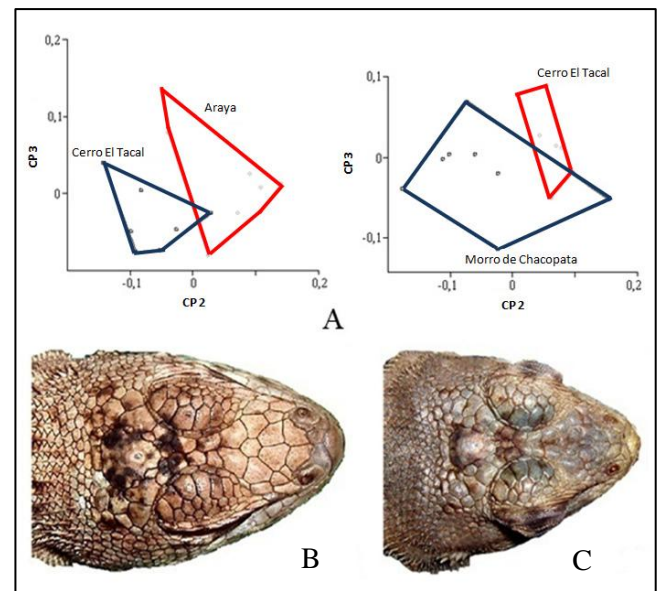 0,2
Araya
0,1
CP 3
Cerro El Tacal
0
-0,1
0
0,1
0,2
CP 2
0,1
Cerro El Tacal
CP 3
0
-0,1
Morro de Chacopata
-0,1
0
0,1
0,2
CP 2
A
B
C